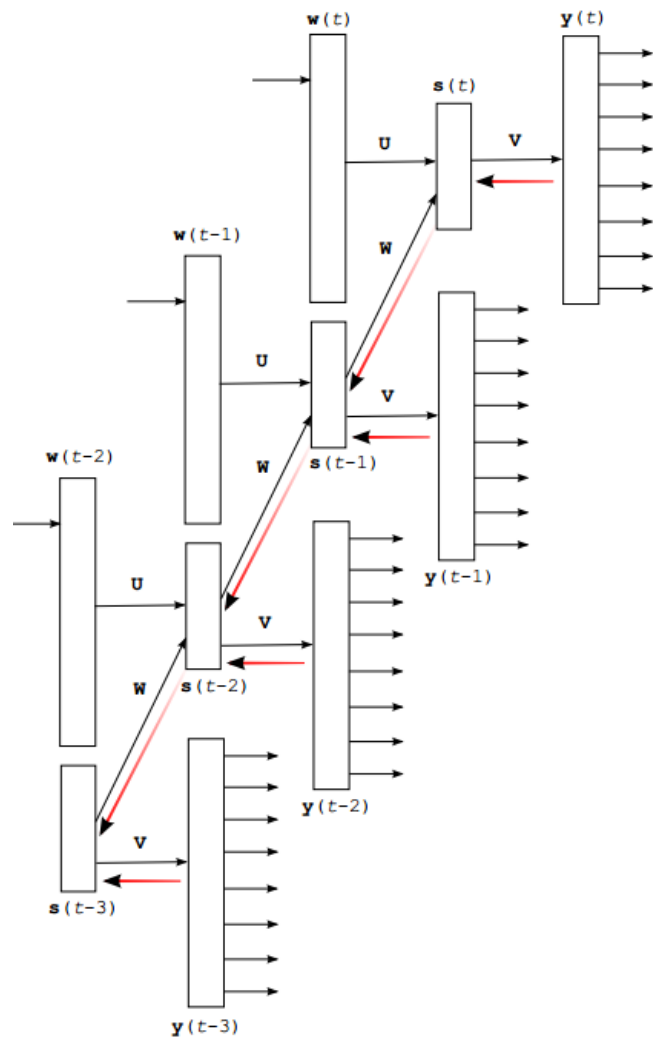 w(t)
y(t)
s(t)
U
V
w(t-1)
W
U
V
s(t-1)
w(t-2)
W
y(t-1)
U
V
s(t-2)
W
y(t-2)
V
s(t-3)
y(t-3)